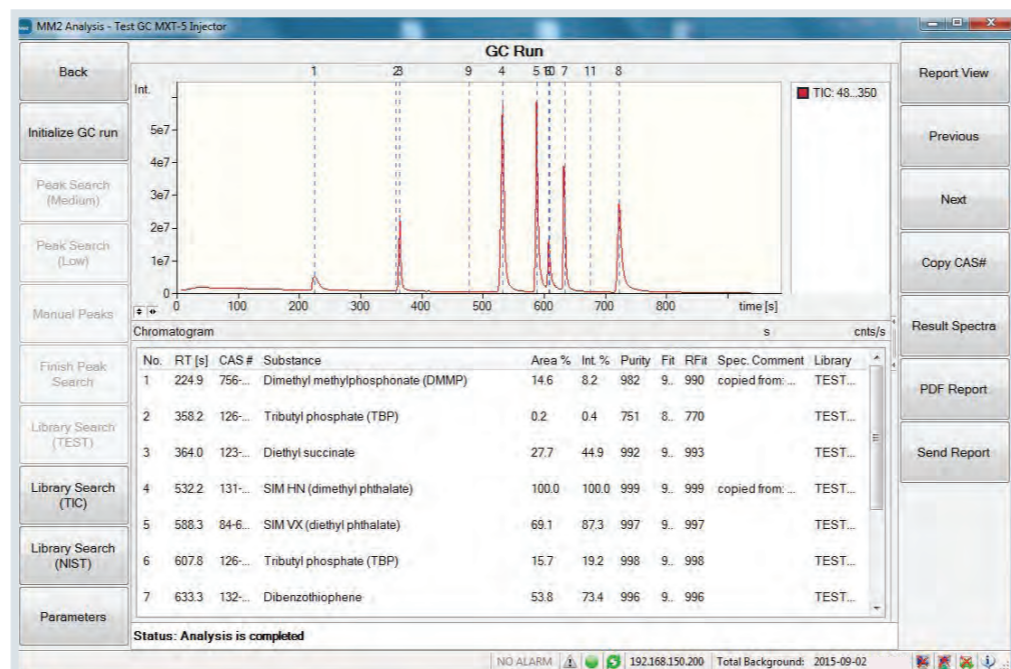 MM2 Analysis - Test GC MXT-5 Injector
Back
Initialize GC run
Peak Search (Medium)
Peak Search (Low)
Manual Peaks
Finish Peak Search
Library Search (TEST)
Library Search (TIC)
Library Search (NIST)
Parameters
GC Run
1 2 3 9 4 5 6 10 7 11 8
Int.
5e7
4e7
3e7
2e7
1e7
0
0 100 200 300 400 500 600 700 800 time [s]
TIC: 48...350
Chromatogram s cnts/s
No. RT [s] CAS # Substance Area % Int. % Purity Fit RFit Spec. Comment Library
1 224.9 756-... Dimethyl methylphosphonate (DMMP) 14.6 8.2 982 9.. 990 copied from: ... TEST...
2 358.2 126-... Tributyl phosphate (TBP) 0.2 0.4 751 8.. 770 TEST...
3 364.0 123-... Diethyl succinate 27.7 44.9 992 9.. 993 TEST...
4 532.2 131-... SIM HN (dimethyl phthalate) 100.0 100.0 999 9.. 999 copied from: ... TEST...
5 588.3 84-6... SIM VX (diethyl phthalate) 69.1 87.3 997 9.. 997 TEST...
6 607.8 126-... Tributyl phosphate (TBP) 15.7 19.2 998 9.. 998 TEST...
7 633.3 132-... Dibenzothiophene 53.8 73.4 996 9.. 996 TEST...
Status: Analysis is completed
Report View
Previous
Next
Copy CAS#
Result Spectra
PDF Report
Send Report
NO ALARM 192.168.150.200 Total Background: 2015-09-02